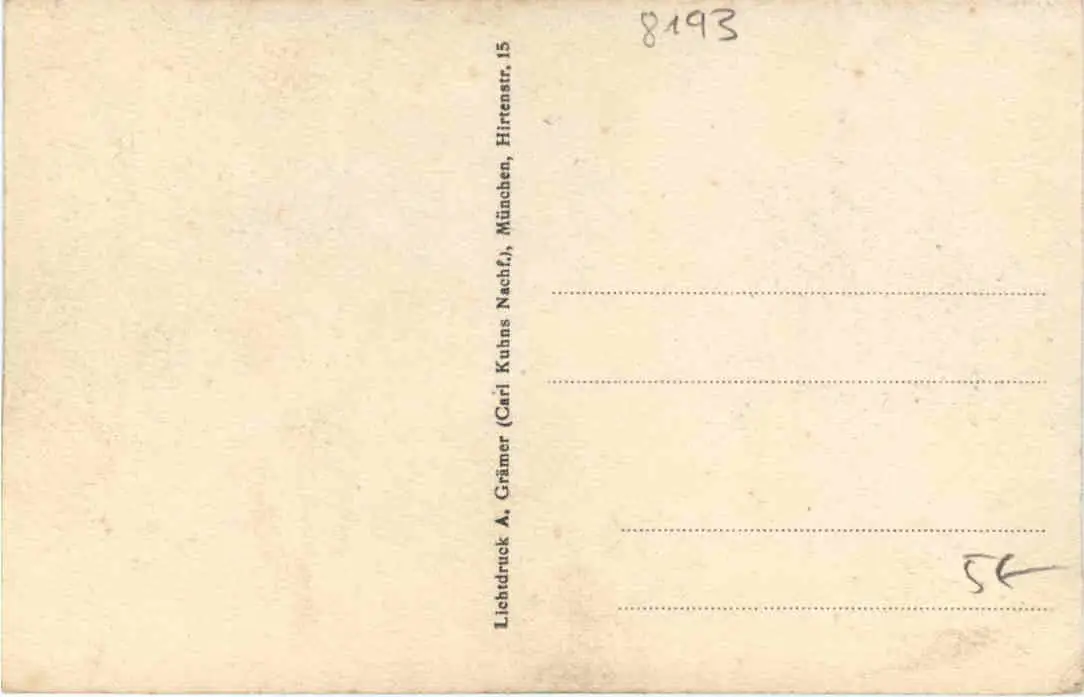 8193
Lichtdruck A. Grämer (Carl Kuhns Nachf.), München, Hirtenstr. 15
5€